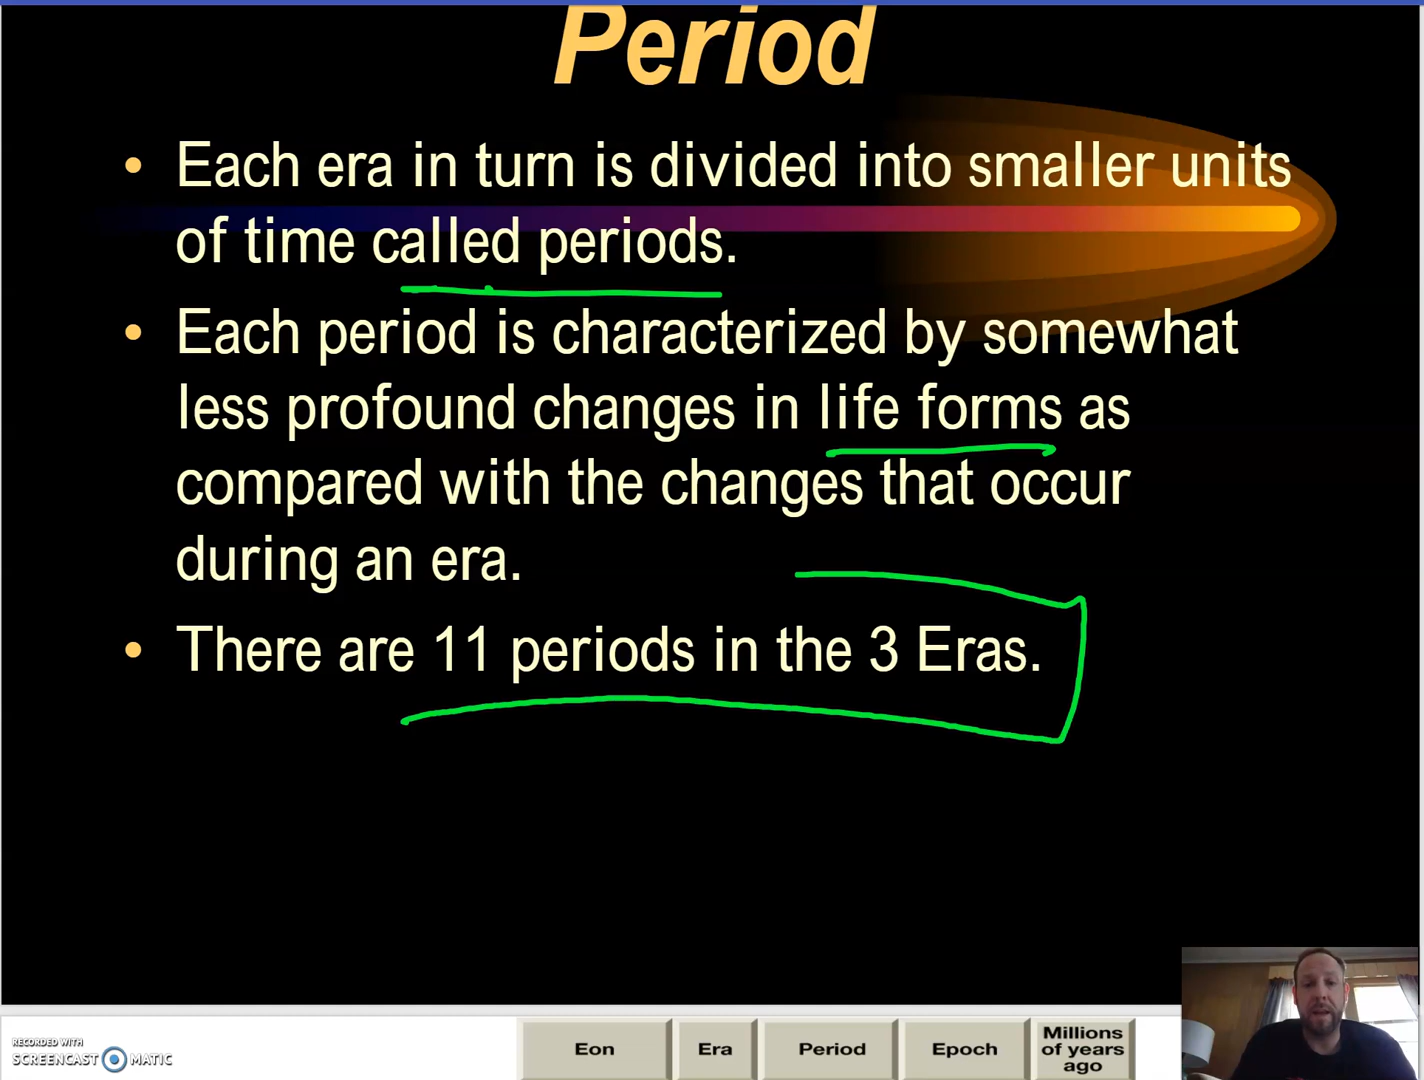 Period
• Each era in turn is divided into smaller units
of time called periods.
• Each period is characterized by somewhat
less profound changes in life forms as
compared with the changes that occur
during an era.
• There are 11 periods in the 3 Eras.
RECORDED WITH
SCREENCAST MATIC
Eon
Era
Period
Epoch
Millions
of years
ago